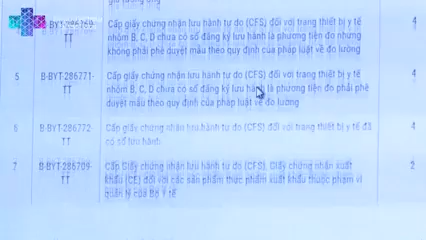 B-BYT-286769-
TT
Cấp giấy chứng nhận lưu hành tự do (CFS) đối với trang thiết bị y tế
nhóm B, C, D chưa có số đăng ký lưu hành là phương tiện đo nhưng
không phải phê duyệt mẫu theo quy định của pháp luật về đo lường
4
5
B-BYT-286771-
TT
Cấp giấy chứng nhận lưu hành tự do (CFS) đối với trang thiết bị y tế
nhóm B, C, D chưa có số đăng ký lưu hành là phương tiện đo phải phê
duyệt mẫu theo quy định của pháp luật về đo lường
4
6
B-BYT-286772-
TT
Cấp giấy chứng nhận lưu hành tự do (CFS) đối với trang thiết bị y tế đã
có số lưu hành
4
7
B-BYT-286709-
TT
Cấp Giấy chứng nhận lưu hành tự do (CFS), Giấy chứng nhận xuất
khẩu (CE) đối với các sản phẩm thực phẩm xuất khẩu thuộc phạm vi
quản lý của Bộ Y tế
2